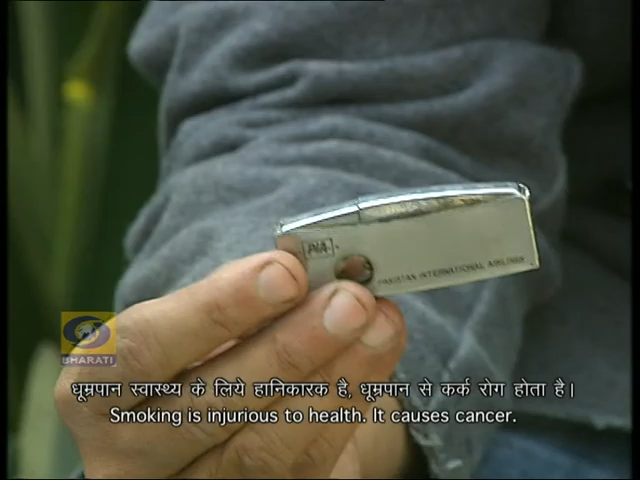 PIA
PAKISTAN INTERNATIONAL AIRLINES
BHARATI
धूम्रपान स्वास्थ्य के लिये हानिकारक है, धूम्रपान से कर्क रोग होता है।
Smoking is injurious to health. It causes cancer.